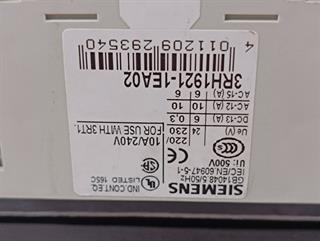 SIEMENS
IND.CONT.EQ.
GB14048.5/50Hz
UL LISTED 165C
IEC/EN 60947-5-1
Ui: 500V
10A/240V
FOR USE WITH 3RT1
Ue (V) 24 220/230
DC-13 (A) 6 0,3
AC-12 (A) 10 10
AC-15 (A) 6 6
3RH1921-1EA02
4 011209 293540